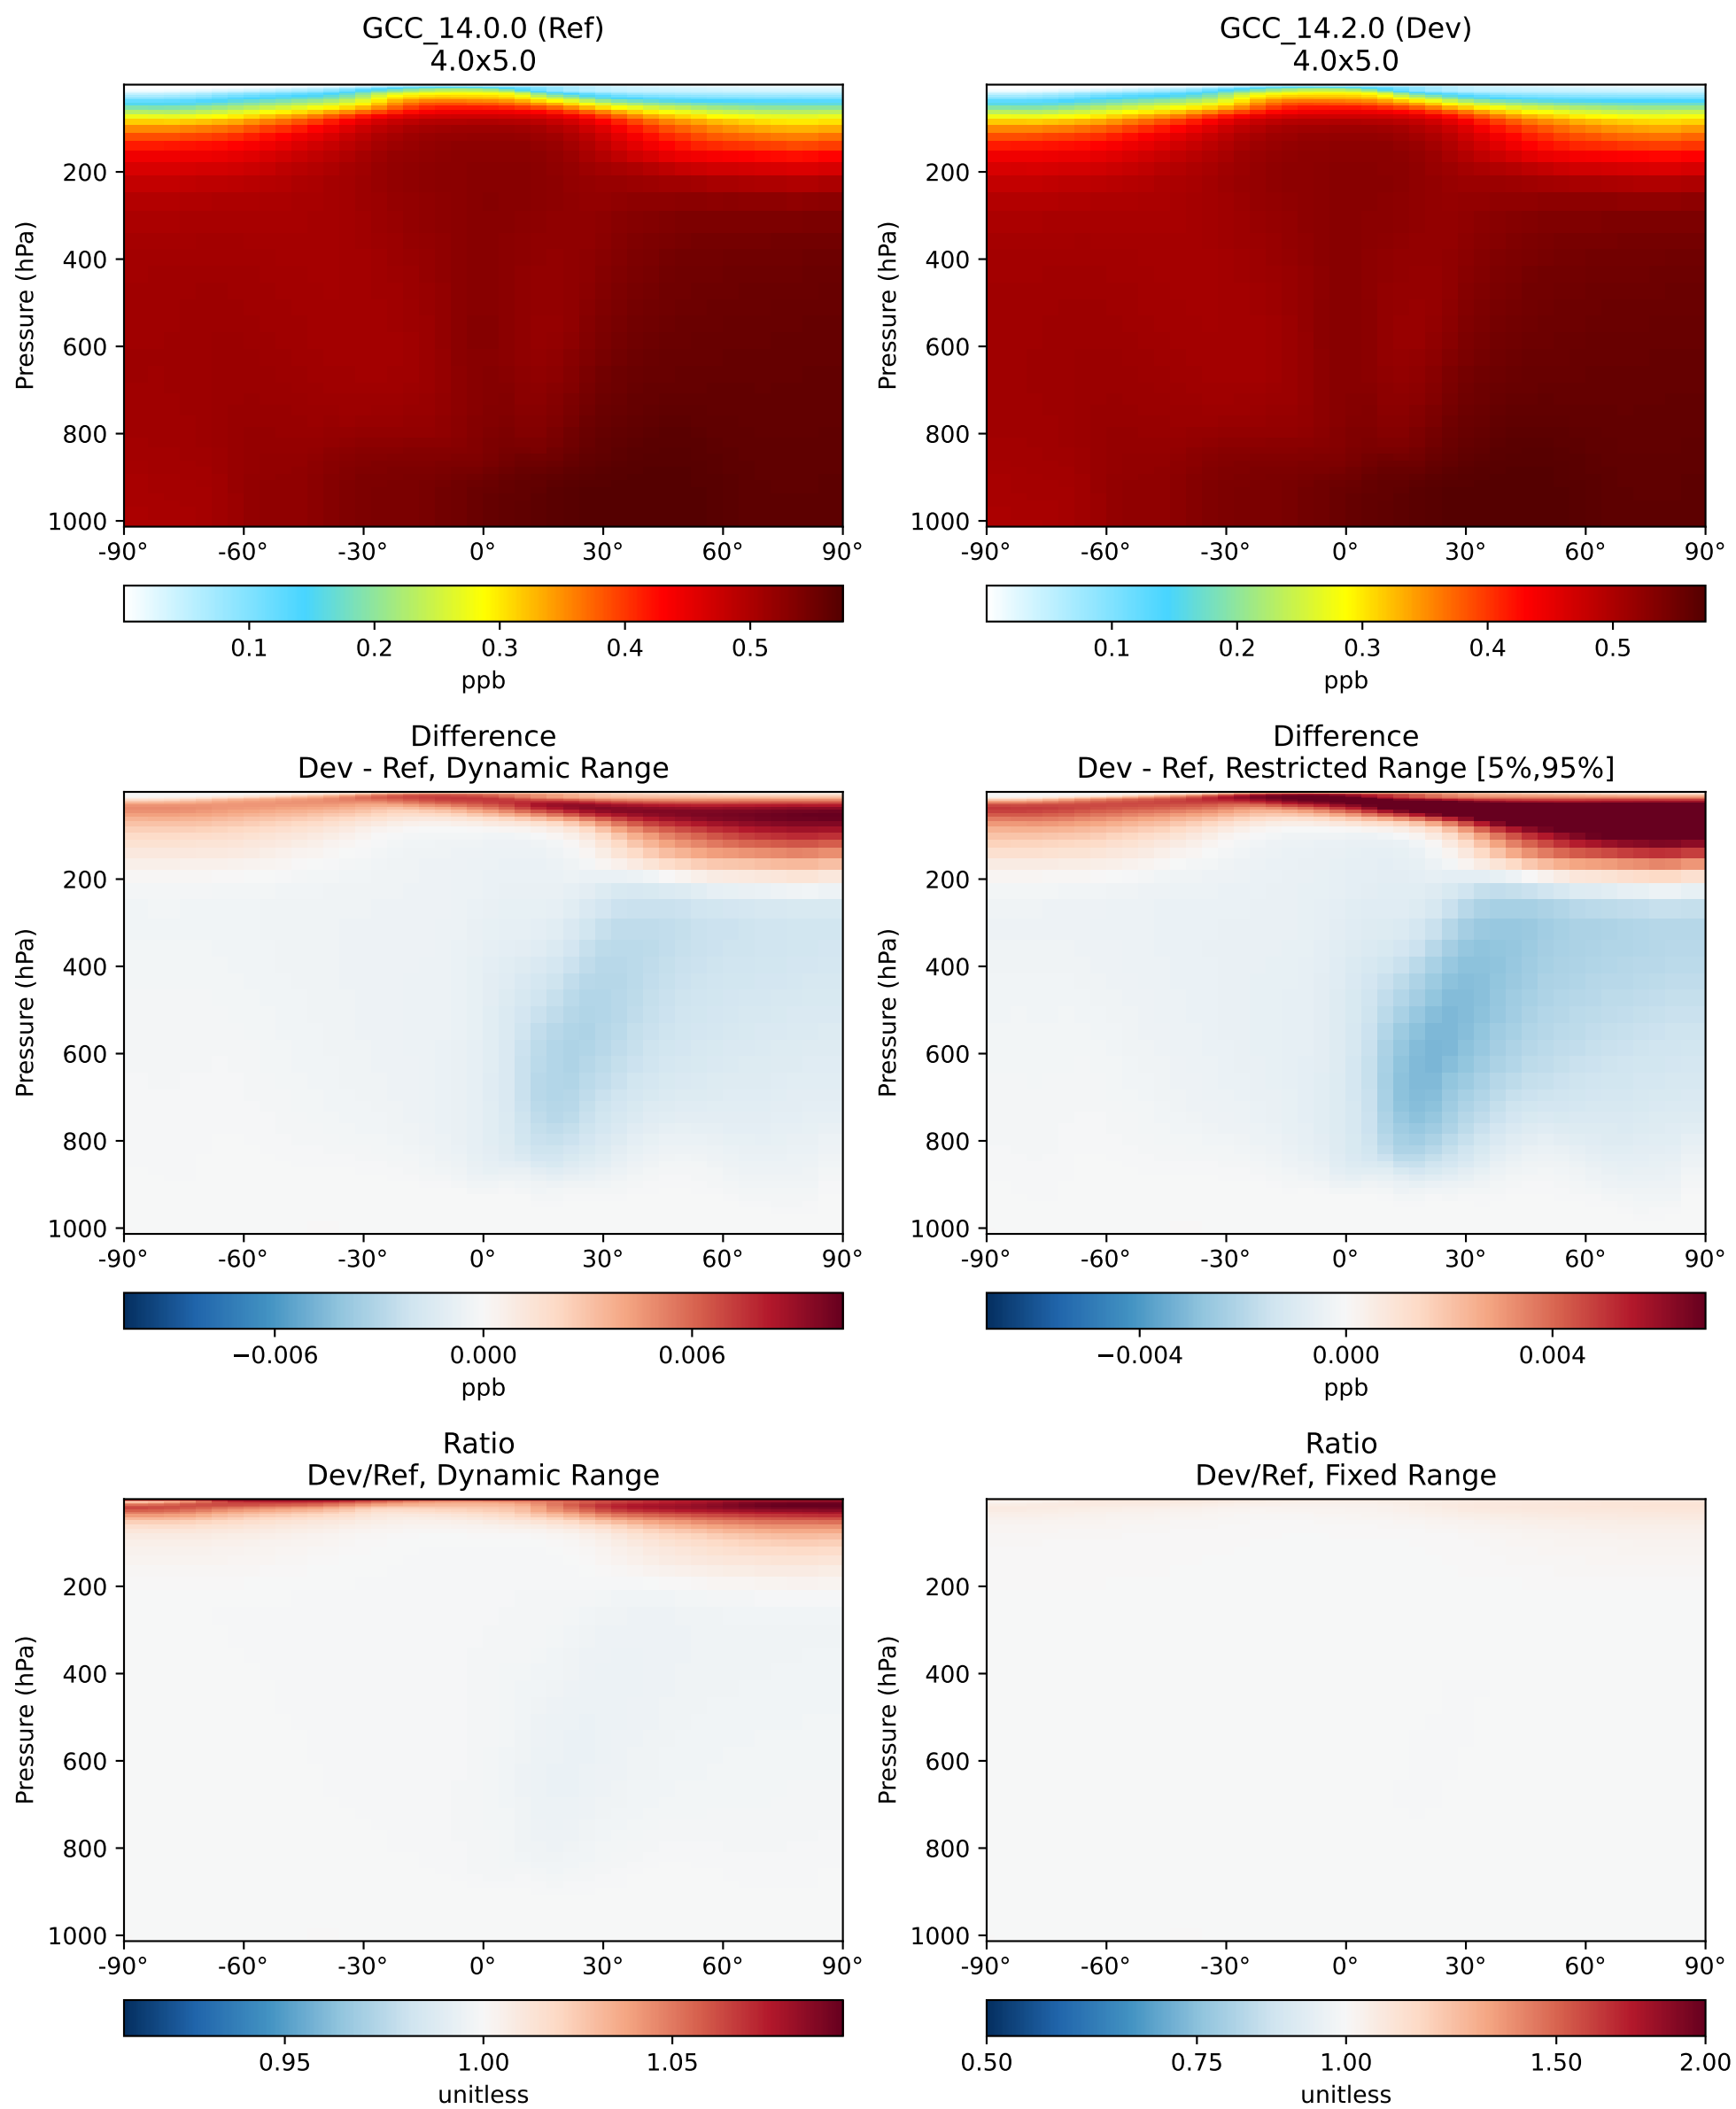 GCC_14.0.0 (Ref)
4.0x5.0
Pressure (hPa)
200
400
600
800
1000
-90° -60° -30° 0° 30° 60° 90°
0.1 0.2 0.3 0.4 0.5
ppb
GCC_14.2.0 (Dev)
4.0x5.0
Pressure (hPa)
200
400
600
800
1000
-90° -60° -30° 0° 30° 60° 90°
0.1 0.2 0.3 0.4 0.5
ppb
Difference
Dev - Ref, Dynamic Range
Pressure (hPa)
200
400
600
800
1000
-90° -60° -30° 0° 30° 60° 90°
−0.006 0.000 0.006
ppb
Difference
Dev - Ref, Restricted Range [5%,95%]
Pressure (hPa)
200
400
600
800
1000
-90° -60° -30° 0° 30° 60° 90°
−0.004 0.000 0.004
ppb
Ratio
Dev/Ref, Dynamic Range
Pressure (hPa)
200
400
600
800
1000
-90° -60° -30° 0° 30° 60° 90°
0.95 1.00 1.05
unitless
Ratio
Dev/Ref, Fixed Range
Pressure (hPa)
200
400
600
800
1000
-90° -60° -30° 0° 30° 60° 90°
0.50 0.75 1.00 1.50 2.00
unitless